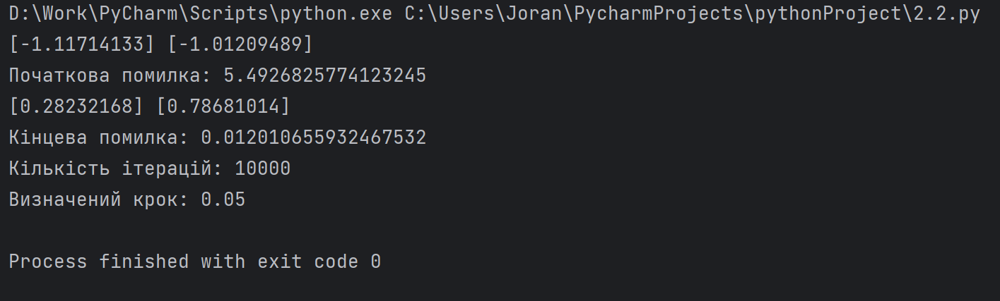 D:\Work\PyCharm\Scripts\python.exe C:\Users\Joran\PycharmProjects\pythonProject\2.2.py
[-1.11714133] [-1.01209489]
Початкова помилка: 5.4926825774123245
[0.28232168] [0.78681014]
Кінцева помилка: 0.012010655932467532
Кількість ітерацій: 10000
Визначений крок: 0.05
Process finished with exit code 0